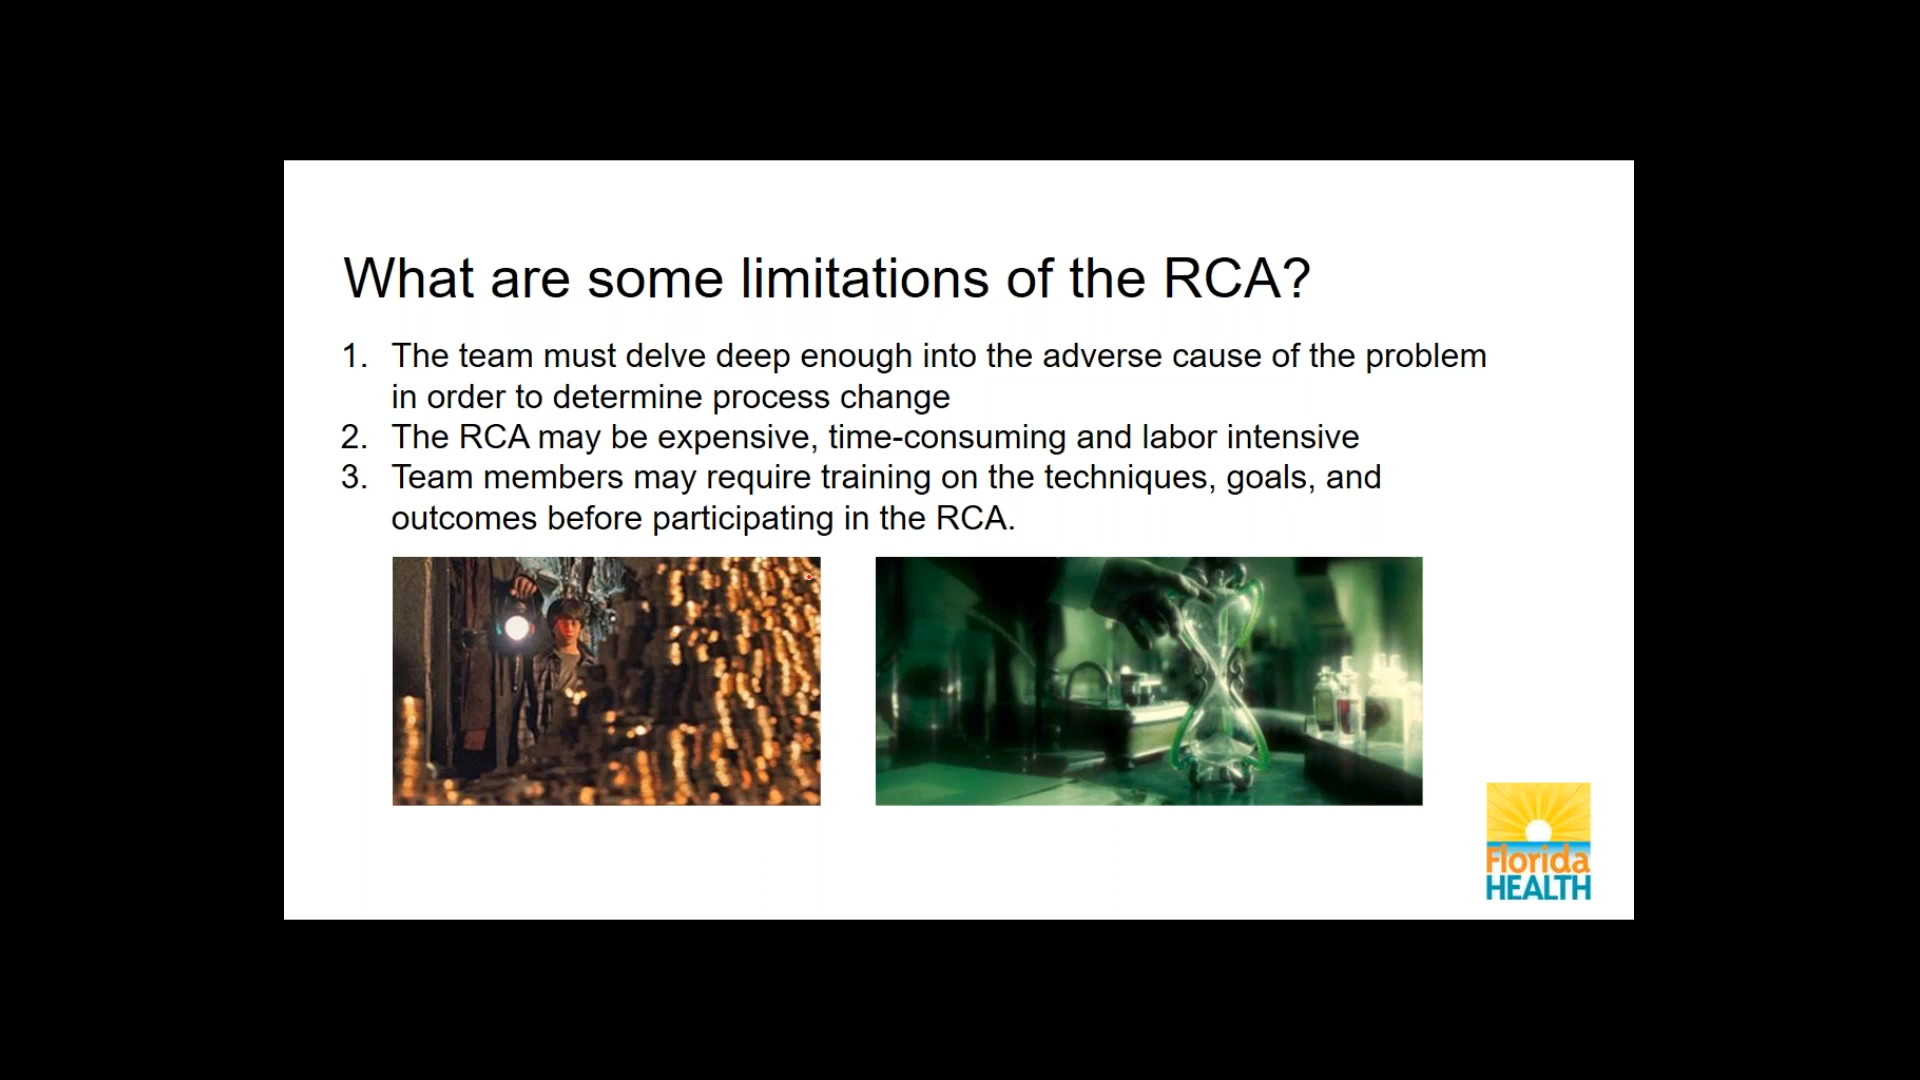 What are some limitations of the RCA?
1. The team must delve deep enough into the adverse cause of the problem
in order to determine process change
2. The RCA may be expensive, time-consuming and labor intensive
3. Team members may require training on the techniques, goals, and
outcomes before participating in the RCA.
Florida
HEALTH